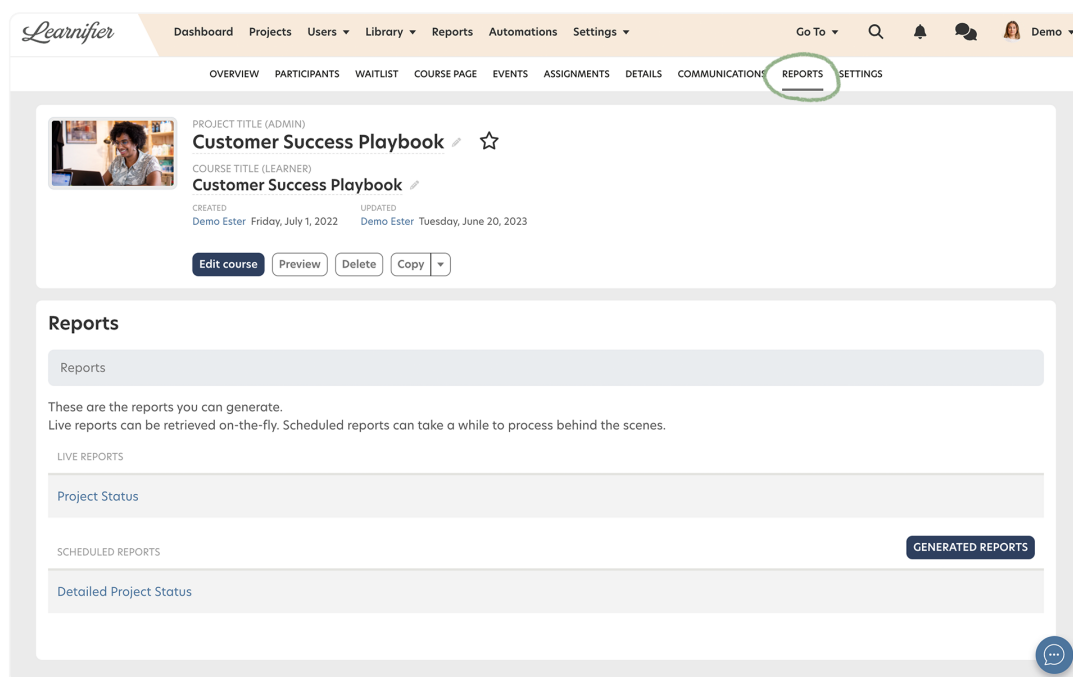 Learnifier
Dashboard Projects Users Library Reports Automations Settings Go To Demo
OVERVIEW PARTICIPANTS WAITLIST COURSE PAGE EVENTS ASSIGNMENTS DETAILS COMMUNICATIONS REPORTS SETTINGS
PROJECT TITLE (ADMIN)
Customer Success Playbook
COURSE TITLE (LEARNER)
Customer Success Playbook
CREATED UPDATED
Demo Ester Friday, July 1, 2022 Demo Ester Tuesday, June 20, 2023
Edit course Preview Delete Copy
Reports
Reports
These are the reports you can generate.
Live reports can be retrieved on-the-fly. Scheduled reports can take a while to process behind the scenes.
LIVE REPORTS
Project Status
SCHEDULED REPORTS GENERATED REPORTS
Detailed Project Status